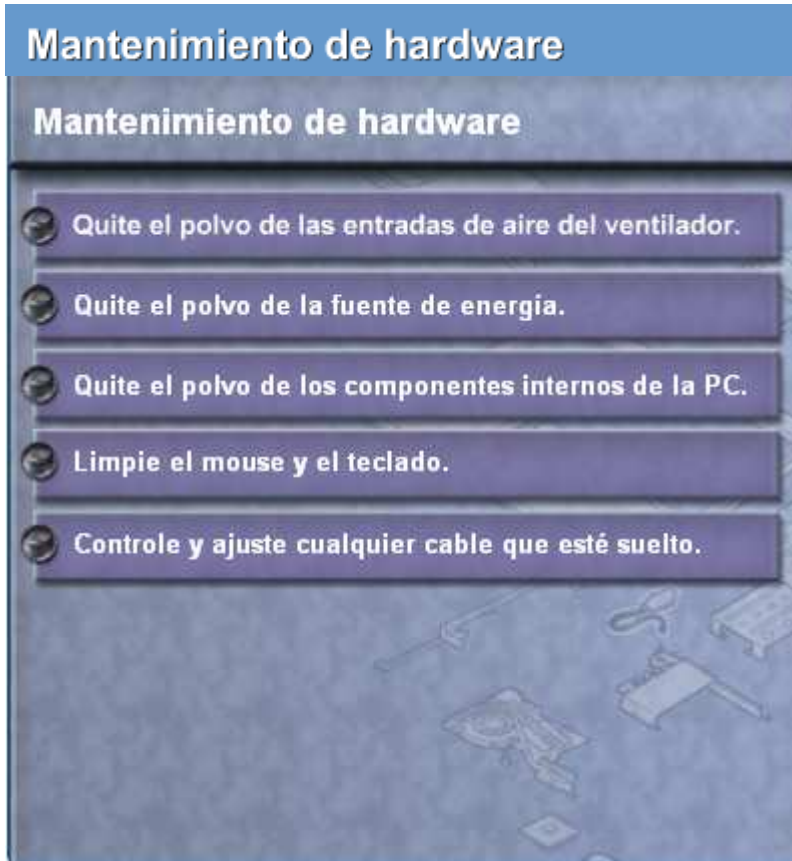 Mantenimiento de hardware
Mantenimiento de hardware
Quite el polvo de las entradas de aire del ventilador.
Quite el polvo de la fuente de energía.
Quite el polvo de los componentes internos de la PC.
Limpie el mouse y el teclado.
Controle y ajuste cualquier cable que esté suelto.